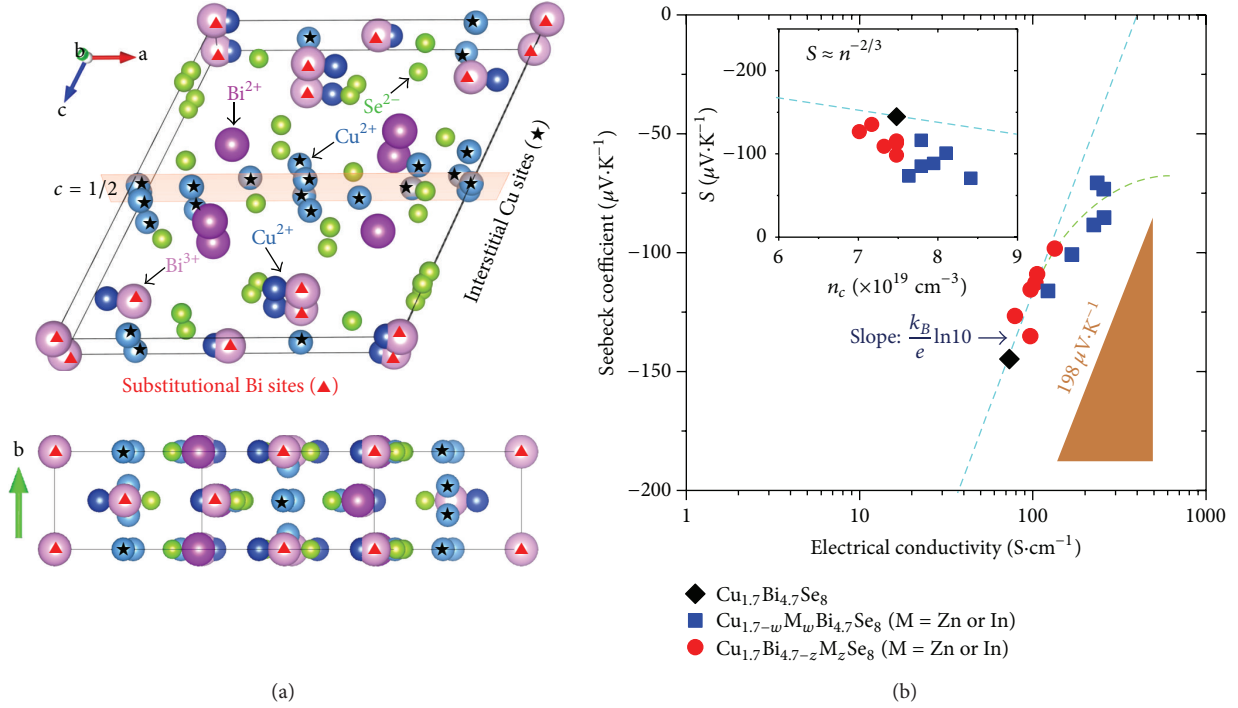 b
a
c
Bi2+
Se2−
Cu2+
c = 1/2
Cu2+
Bi3+
Interstitial Cu sites (★)
Substitutional Bi sites (▲)
b
(a)
0
−50
−100
−150
−200
Seebeck coefficient (μV·K−1)
1
10
100
1000
Electrical conductivity (S·cm−1)
S ≈ n−2/3
−200
−100
0
S (μV·K−1)
6
7
8
9
nc (×10^19 cm−3)
Slope: kB/e ln10
198 μV·K−1
◆ Cu1.7Bi4.7Se8
■ Cu1.7−wMwBi4.7Se8 (M = Zn or In)
● Cu1.7Bi4.7−zMzSe8 (M = Zn or In)
(b)